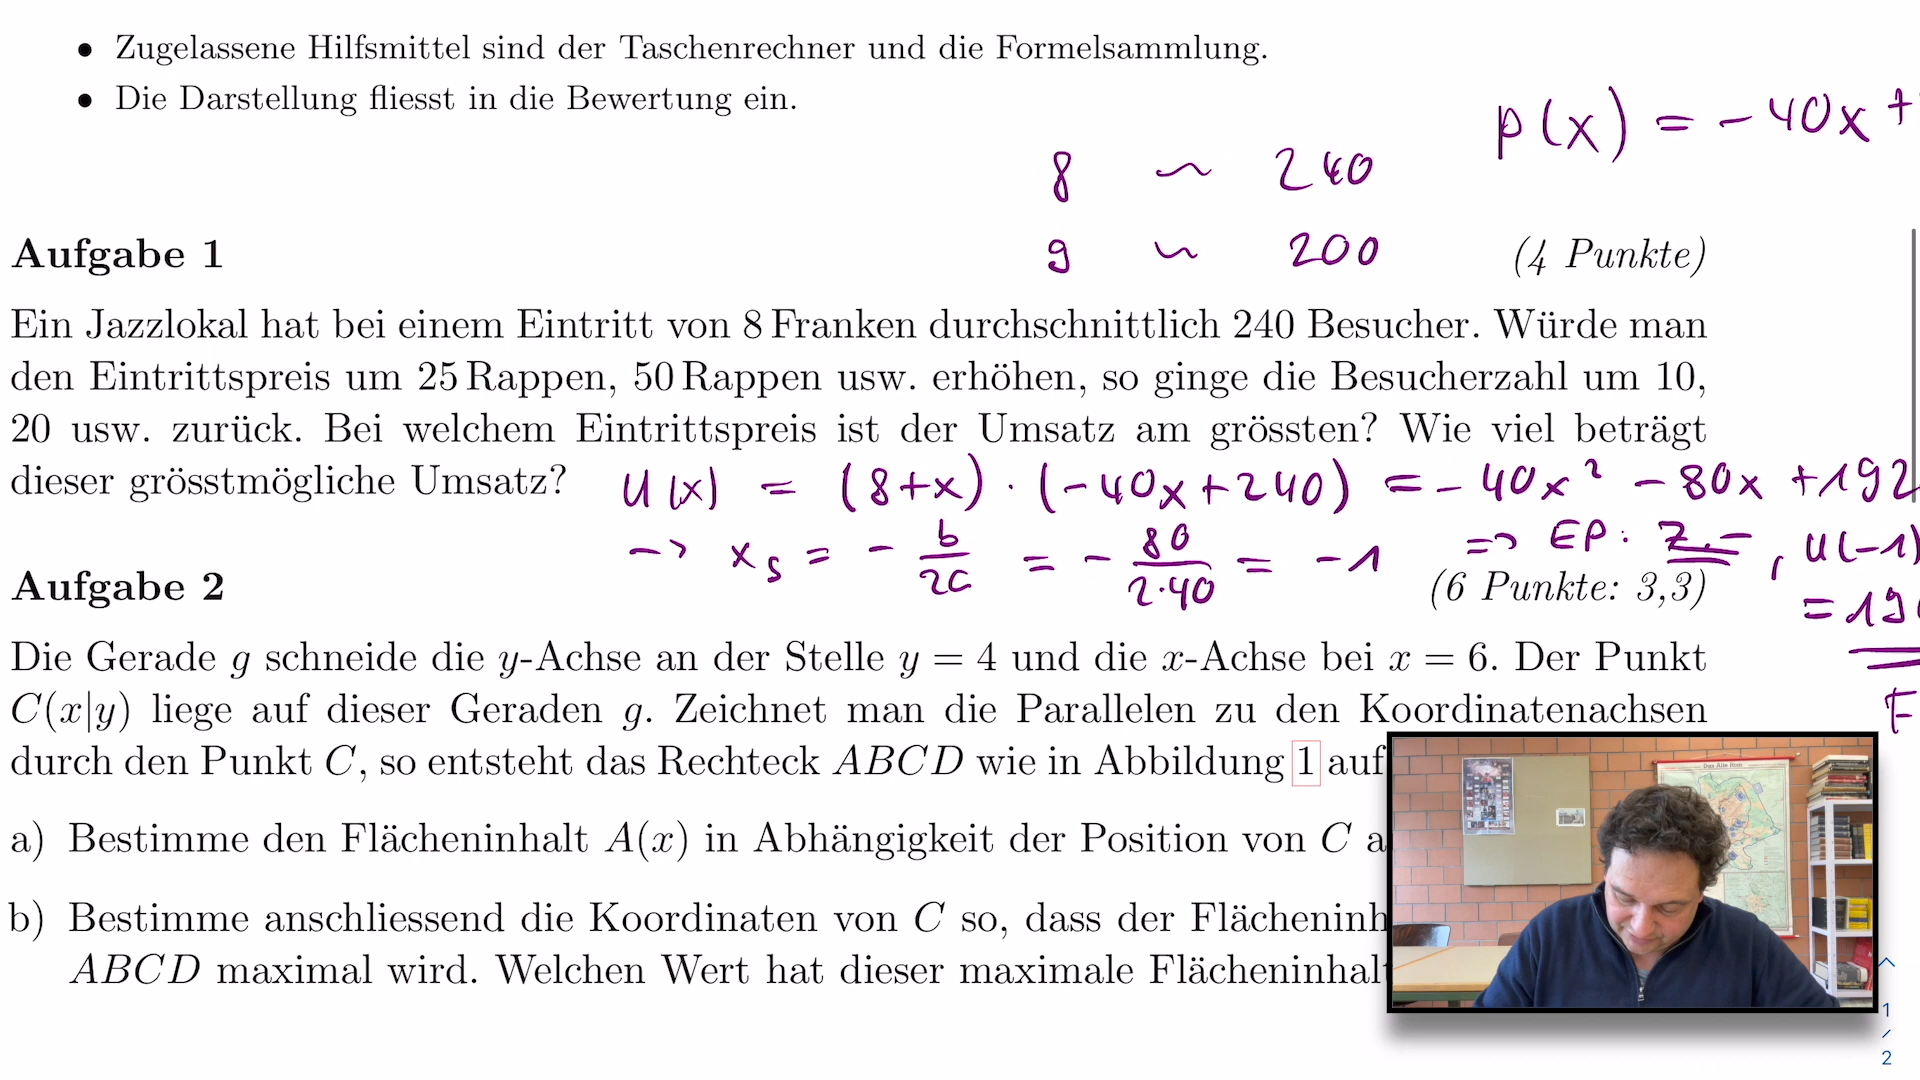 • Zugelassene Hilfsmittel sind der Taschenrechner und die Formelsammlung.
• Die Darstellung fliesst in die Bewertung ein.
p(x) = -40x +
8 ~ 240
9 ~ 200
Aufgabe 1 (4 Punkte)
Ein Jazzlokal hat bei einem Eintritt von 8 Franken durchschnittlich 240 Besucher. Würde man
den Eintrittspreis um 25 Rappen, 50 Rappen usw. erhöhen, so ginge die Besucherzahl um 10,
20 usw. zurück. Bei welchem Eintrittspreis ist der Umsatz am grössten? Wie viel beträgt
dieser grösstmögliche Umsatz?
U(x) = (8+x) · (-40x+240) = -40x² - 80x +192
-> x_S = - b/2c = - 80/2·40 = -1 => EP: 7.-, U(-1)
= 19
F
Aufgabe 2 (6 Punkte: 3,3)
Die Gerade g schneide die y-Achse an der Stelle y = 4 und die x-Achse bei x = 6. Der Punkt
C(x|y) liege auf dieser Geraden g. Zeichnet man die Parallelen zu den Koordinatenachsen
durch den Punkt C, so entsteht das Rechteck ABCD wie in Abbildung 1 auf
a) Bestimme den Flächeninhalt A(x) in Abhängigkeit der Position von C a
b) Bestimme anschliessend die Koordinaten von C so, dass der Flächeninh
ABCD maximal wird. Welchen Wert hat dieser maximale Flächeninhalt
Das Alte Rom
1
/
2